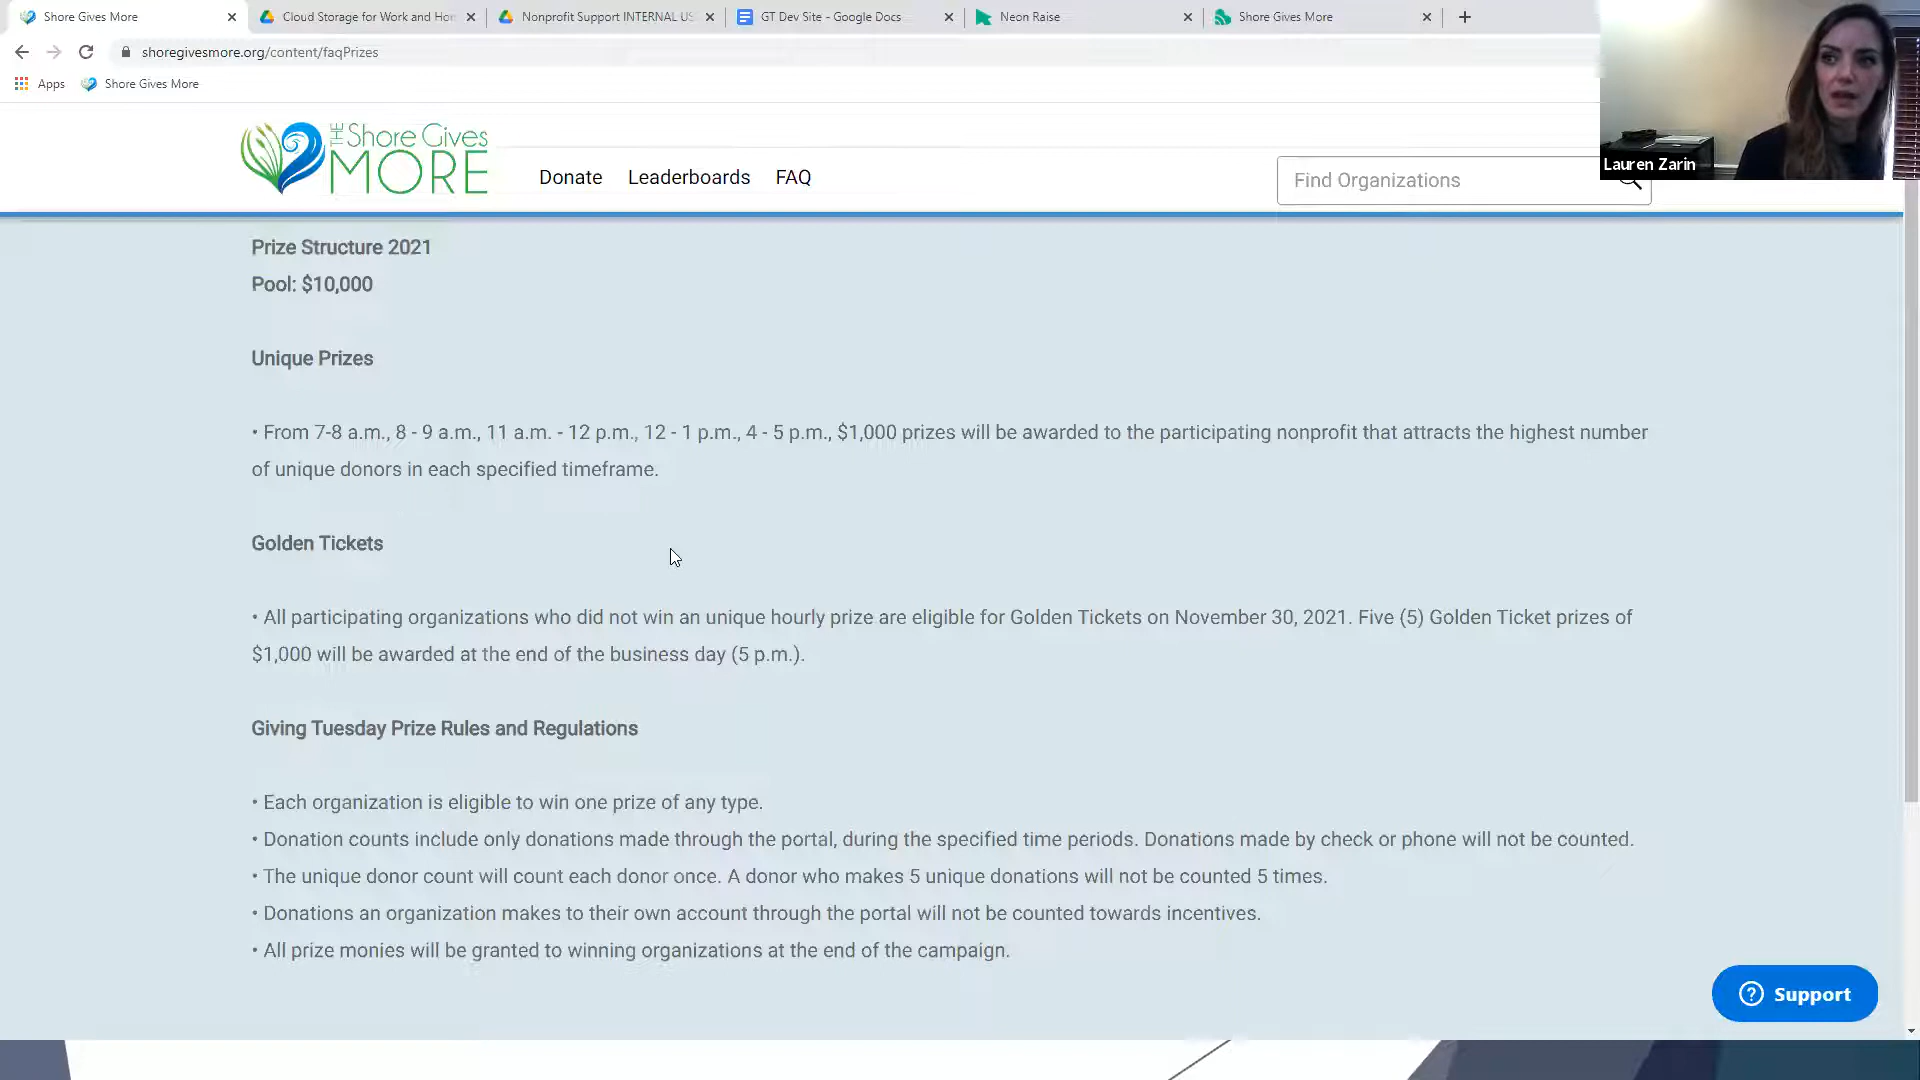 Shore Gives More
Cloud Storage for Work and Ho
Nonprofit Support INTERNAL US
GT Dev Site - Google Docs
Neon Raise
Shore Gives More
shoregivesmore.org/content/faqPrizes
Apps
Shore Gives More
THE Shore Gives
MORE
Donate
Leaderboards
FAQ
Find Organizations
Lauren Zarin
Prize Structure 2021
Pool: $10,000
Unique Prizes
• From 7-8 a.m., 8 - 9 a.m., 11 a.m. - 12 p.m., 12 - 1 p.m., 4 - 5 p.m., $1,000 prizes will be awarded to the participating nonprofit that attracts the highest number
of unique donors in each specified timeframe.
Golden Tickets
• All participating organizations who did not win an unique hourly prize are eligible for Golden Tickets on November 30, 2021. Five (5) Golden Ticket prizes of
$1,000 will be awarded at the end of the business day (5 p.m.).
Giving Tuesday Prize Rules and Regulations
• Each organization is eligible to win one prize of any type.
• Donation counts include only donations made through the portal, during the specified time periods. Donations made by check or phone will not be counted.
• The unique donor count will count each donor once. A donor who makes 5 unique donations will not be counted 5 times.
• Donations an organization makes to their own account through the portal will not be counted towards incentives.
• All prize monies will be granted to winning organizations at the end of the campaign.
Support